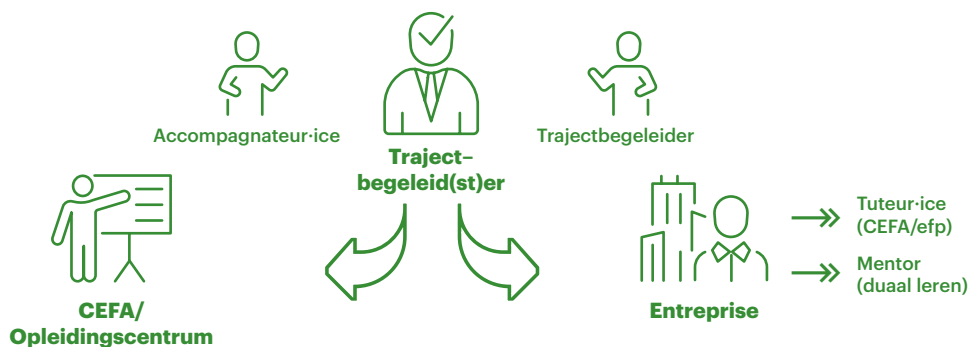 Accompagnateur·ice
Trajectbegeleider
Traject–
begeleid(st)er
CEFA/
Opleidingscentrum
Entreprise
Tuteur·ice
(CEFA/efp)
Mentor
(duaal leren)